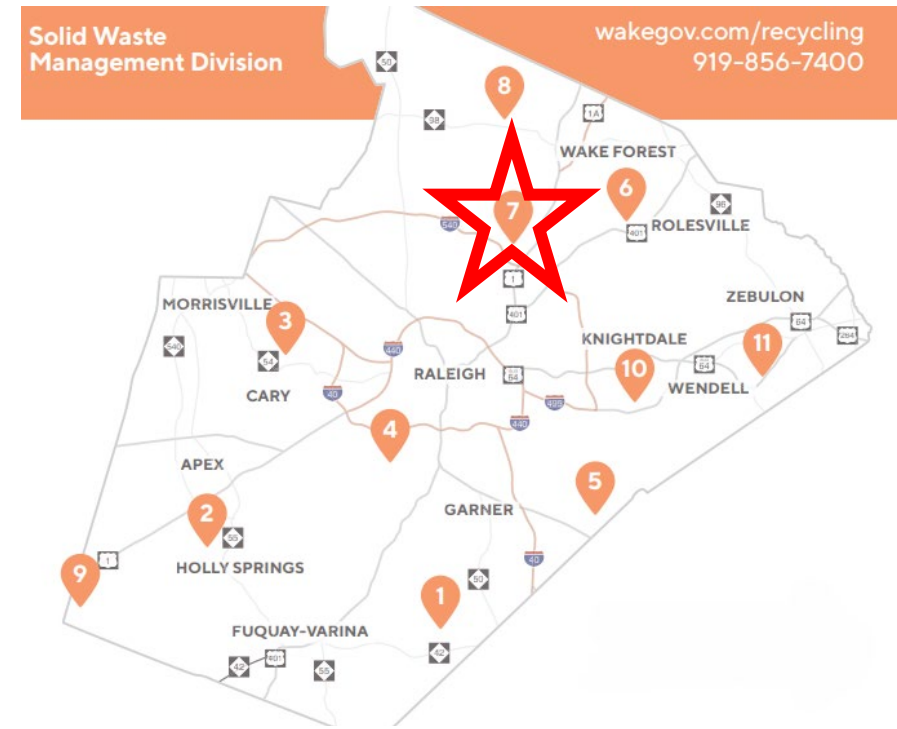 Solid Waste
Management Division
wakegov.com/recycling
919-856-7400
50
8
98
1A
WAKE FOREST
6
98
7
540
401
ROLESVILLE
1
ZEBULON
MORRISVILLE
3
401
64
264
540
54
440
KNIGHTDALE
11
RALEIGH
64
10
64
WENDELL
CARY
40
495
4
440
APEX
5
2
GARNER
55
HOLLY SPRINGS
9
1
40
50
1
FUQUAY-VARINA
42
42
401
55